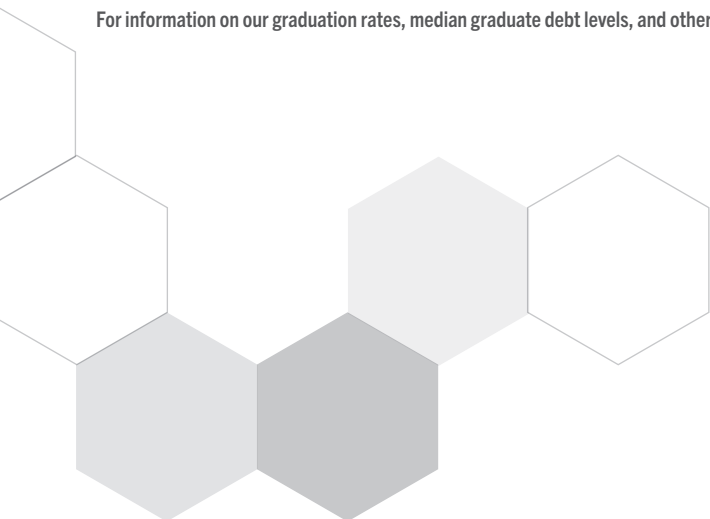 For information on our graduation rates, median graduate debt levels, and other